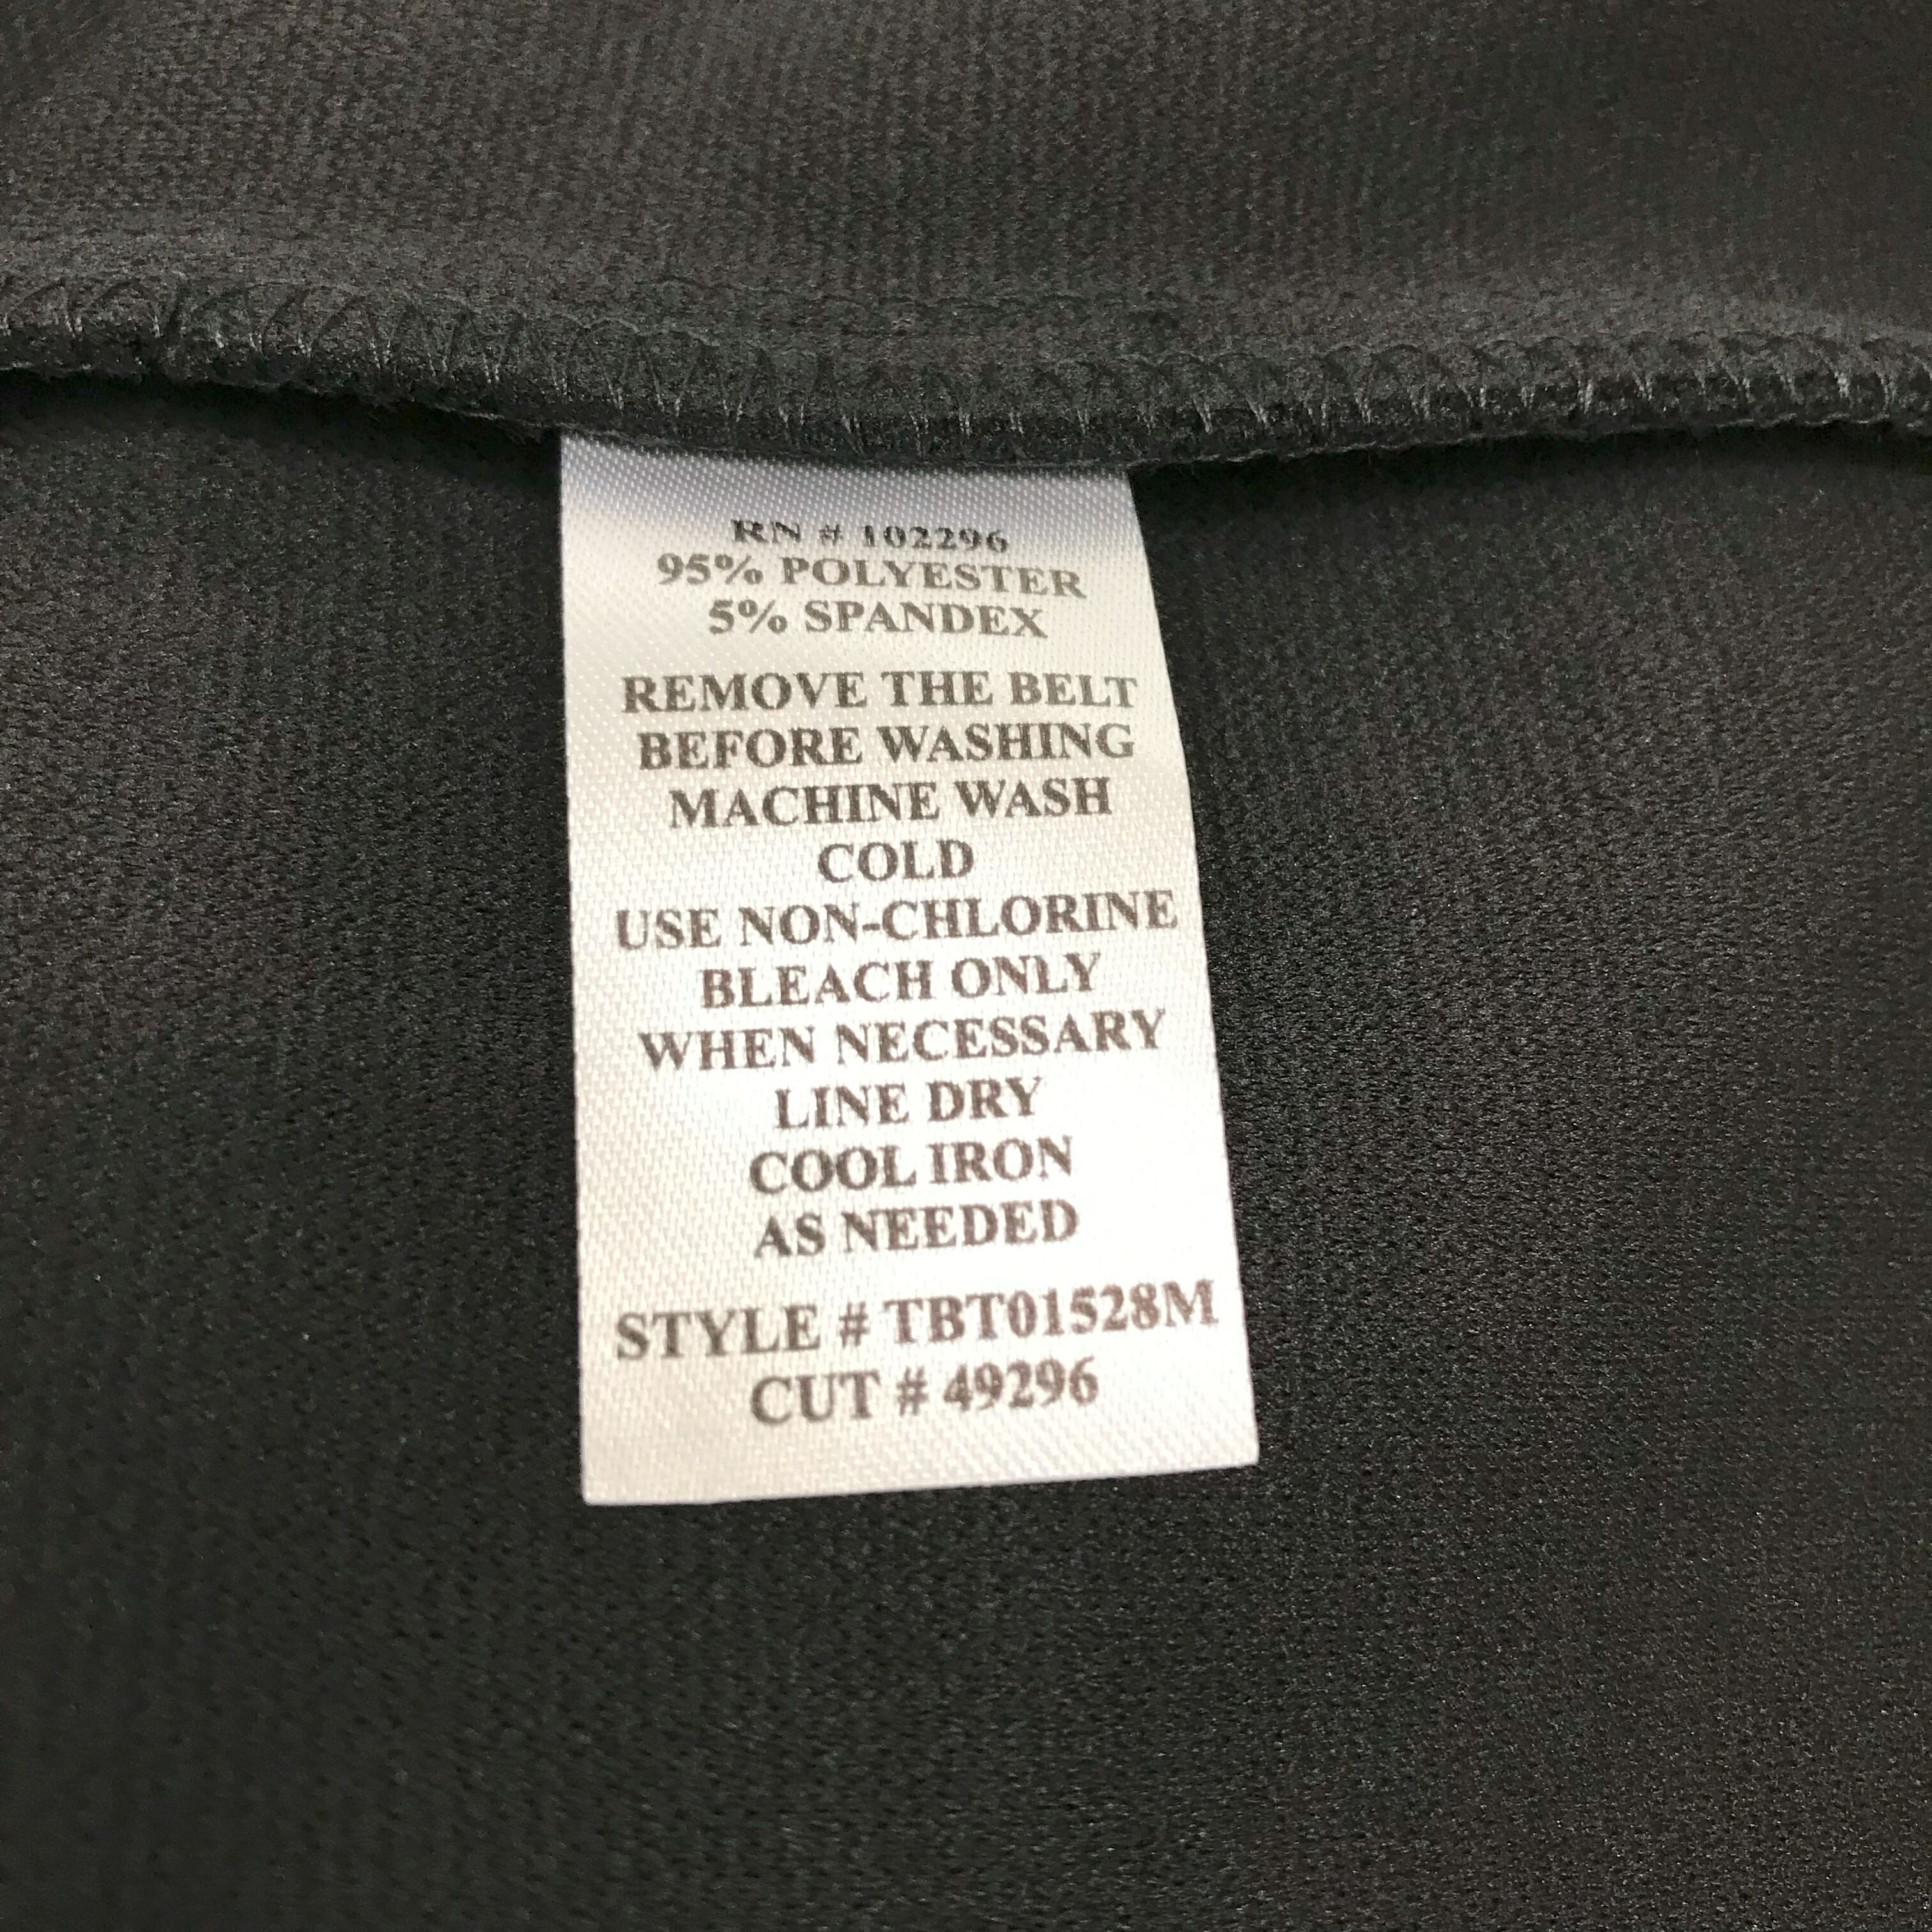 RN # 102296
95% POLYESTER
5% SPANDEX
REMOVE THE BELT
BEFORE WASHING
MACHINE WASH
COLD
USE NON-CHLORINE
BLEACH ONLY
WHEN NECESSARY
LINE DRY
COOL IRON
AS NEEDED
STYLE # TBT01528M
CUT # 49296